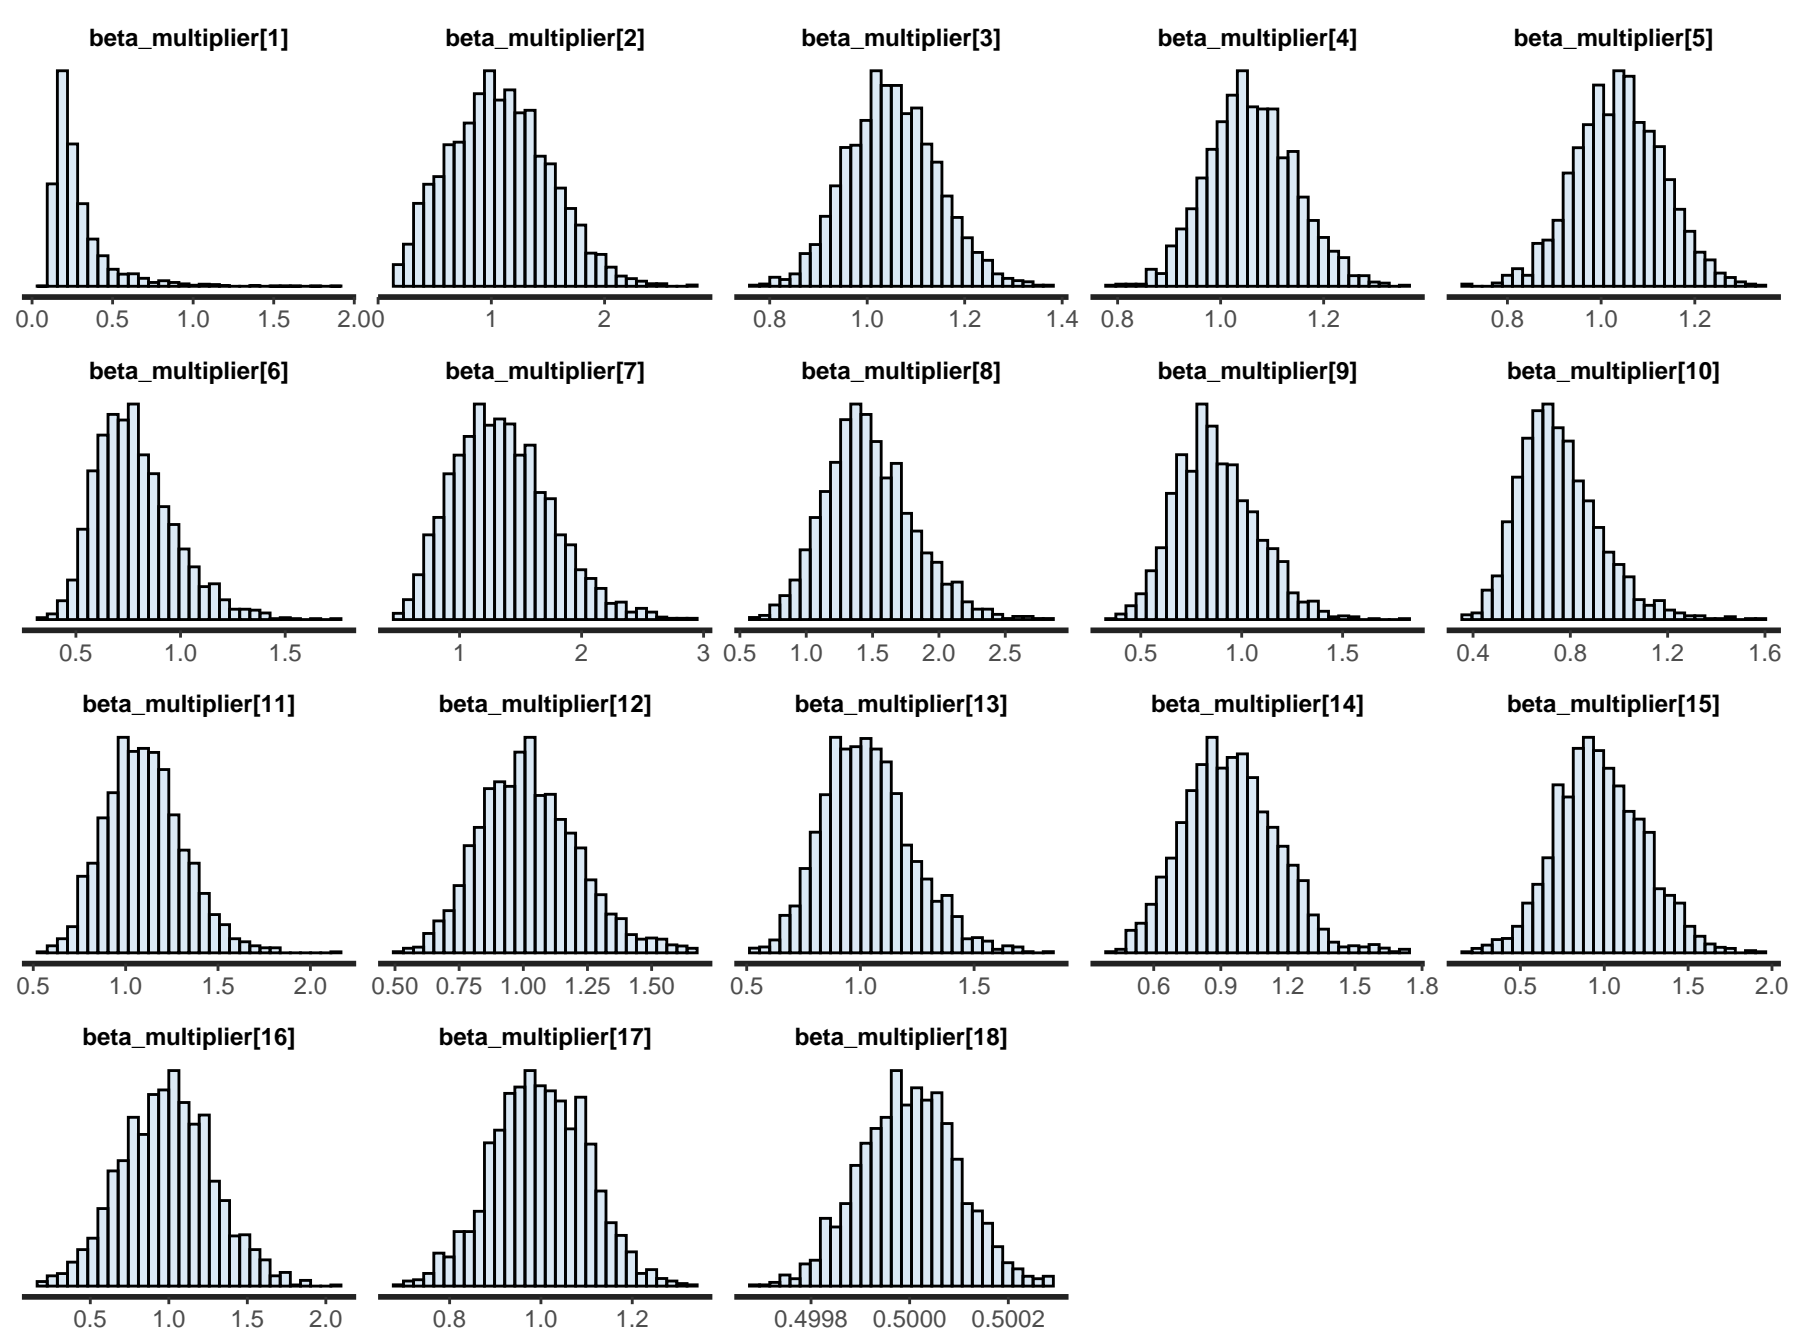 beta_multiplier[1] beta_multiplier[2] beta_multiplier[3] beta_multiplier[4] beta_multiplier[5]
0.0 0.5 1.0 1.5 2.0 0 1 2 0.8 1.0 1.2 1.4 0.8 1.0 1.2 0.8 1.0 1.2
beta_multiplier[6] beta_multiplier[7] beta_multiplier[8] beta_multiplier[9] beta_multiplier[10]
0.5 1.0 1.5 1 2 3 0.5 1.0 1.5 2.0 2.5 0.5 1.0 1.5 0.4 0.8 1.2 1.6
beta_multiplier[11] beta_multiplier[12] beta_multiplier[13] beta_multiplier[14] beta_multiplier[15]
0.5 1.0 1.5 2.0 0.50 0.75 1.00 1.25 1.50 0.5 1.0 1.5 0.6 0.9 1.2 1.5 1.8 0.5 1.0 1.5 2.0
beta_multiplier[16] beta_multiplier[17] beta_multiplier[18]
0.5 1.0 1.5 2.0 0.8 1.0 1.2 0.4998 0.5000 0.5002